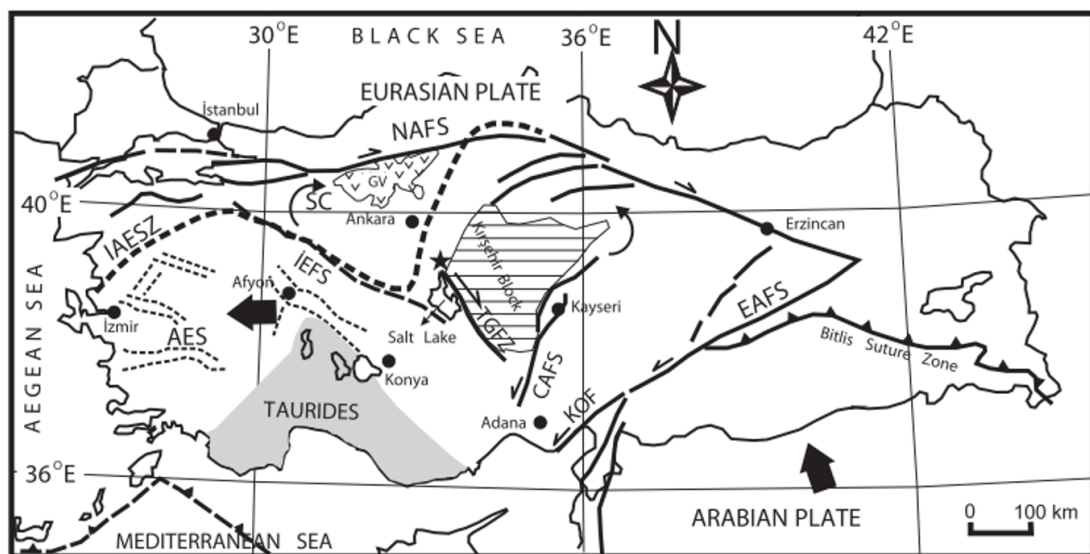 30°E
BLACK SEA
36°E
N
42°E
EURASIAN PLATE
İstanbul
NAFS
GV
40°E
SC
Ankara
Erzincan
IAESZ
Kırşehir Block
İEFS
Afyon
EAFS
Kayseri
İzmir
AES
TGFZ
Salt Lake
Bitlis Suture Zone
Konya
CAFS
AEGEAN SEA
TAURIDES
Adana
KOF
36°E
ARABIAN PLATE
0 100 km
MEDITERRANEAN SEA